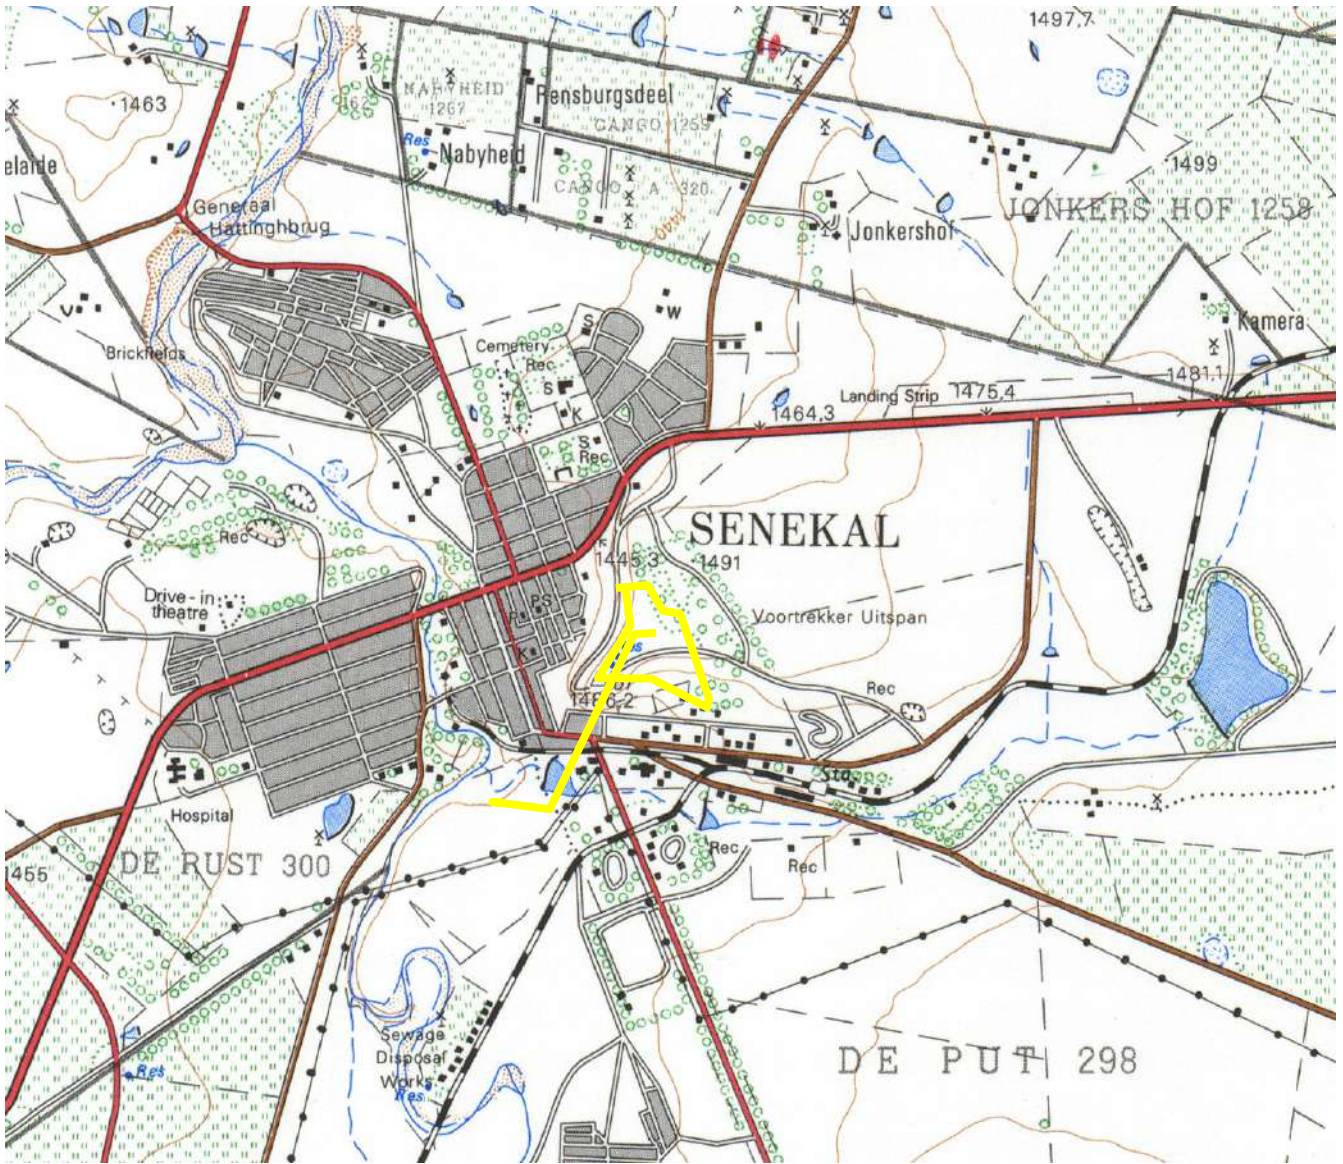 1497,7
1463
NABYHEID
1267
Rensburgsdeel
CANGO 1259
Res
Nabyheid
CANGO A 320
1499
elaide
Generaal
Hattinghbrug
1440
Jonkershof
JONKERS HOF 1258
V
W
S
Kamera
Brickfields
Cemetery
Rec
S
K
1481,1
Landing Strip
1475,4
1464,3
S
Rec
SENEKAL
Rec
1445,3
1491
Drive-in
theatre
PS
P
Voortrekker Uitspan
K
Rec
1486,2
Sta.
Hospital
DE RUST 300
1455
Rec
Rec
Sewage
Disposal
Works
Res
Res
DE PUT 298